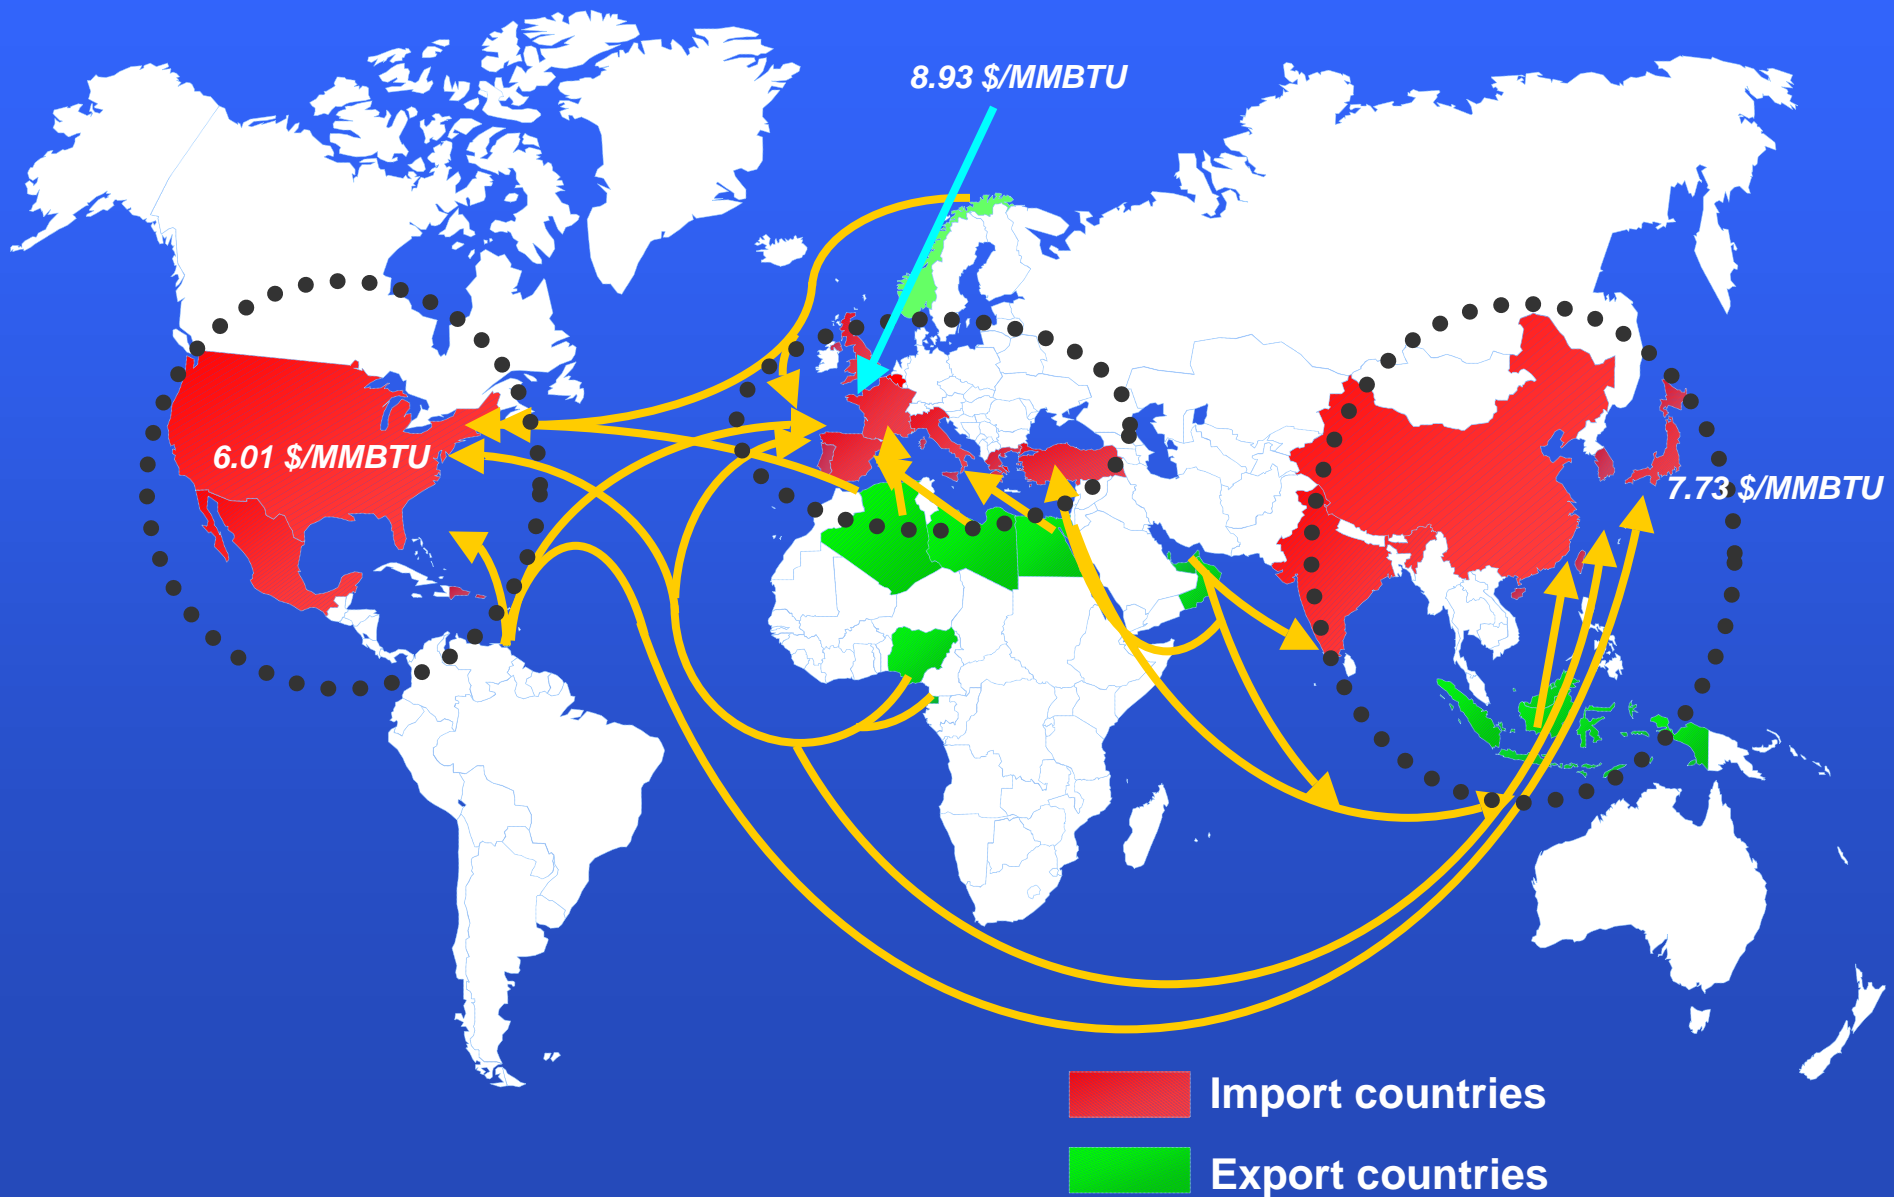 8.93 $/MMBTU
6.01 $/MMBTU
7.73 $/MMBTU
Import countries
Export countries